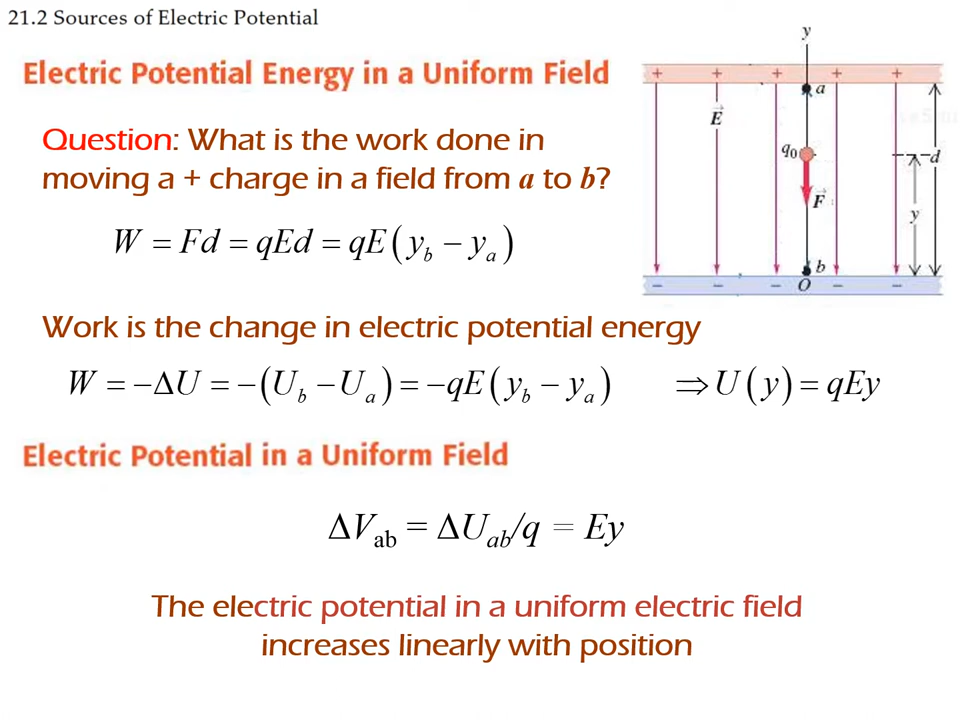 21.2 Sources of Electric Potential
Electric Potential Energy in a Uniform Field
Question: What is the work done in
moving a + charge in a field from a to b?
W = Fd = qEd = qE(y_b − y_a)
y
+ + + + +
a
E⃗
q₀
d
F⃗
y
b
− − − − −
O
Work is the change in electric potential energy
W = −ΔU = −(U_b − U_a) = −qE(y_b − y_a) ⇒ U(y) = qEy
Electric Potential in a Uniform Field
ΔV_ab = ΔU_ab/q = Ey
The electric potential in a uniform electric field
increases linearly with position